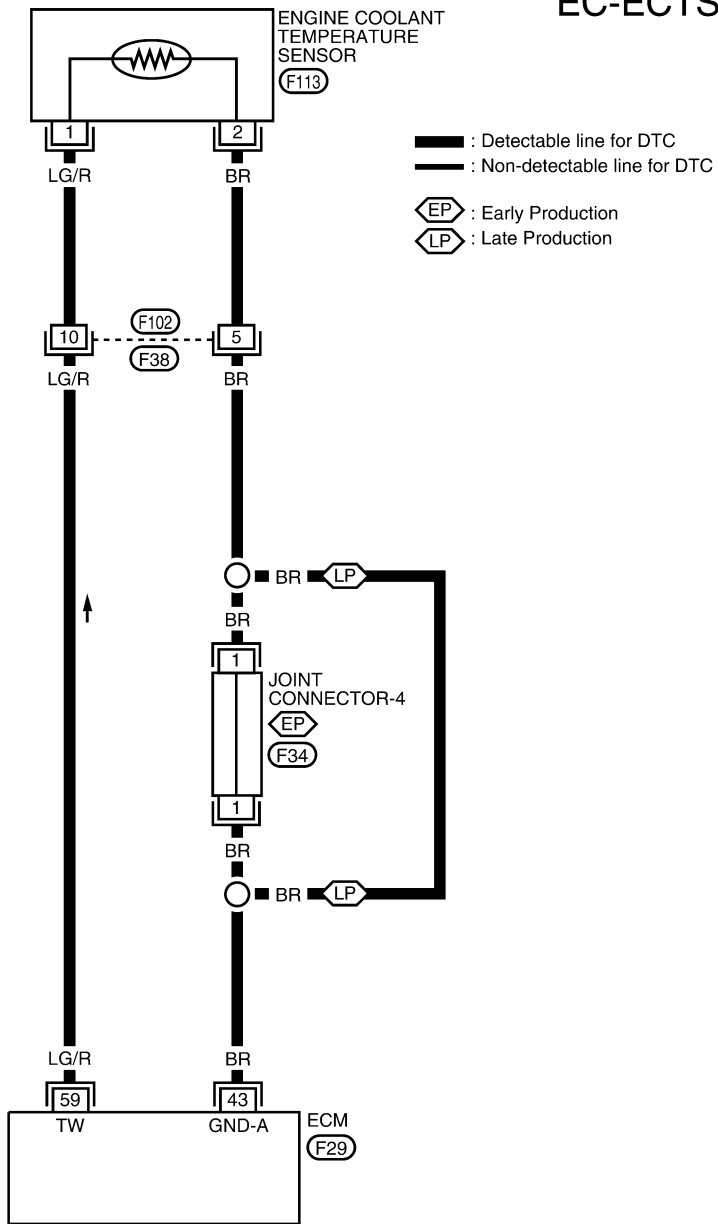 EC-ECTS
ENGINE COOLANT
TEMPERATURE
SENSOR
F113
1
2
LG/R
BR
: Detectable line for DTC
: Non-detectable line for DTC
EP : Early Production
LP : Late Production
10
F102
5
F38
LG/R
BR
BR
LP
BR
1
JOINT
CONNECTOR-4
EP
F34
1
BR
BR
LP
LG/R
BR
59
43
TW
GND-A
ECM
F29